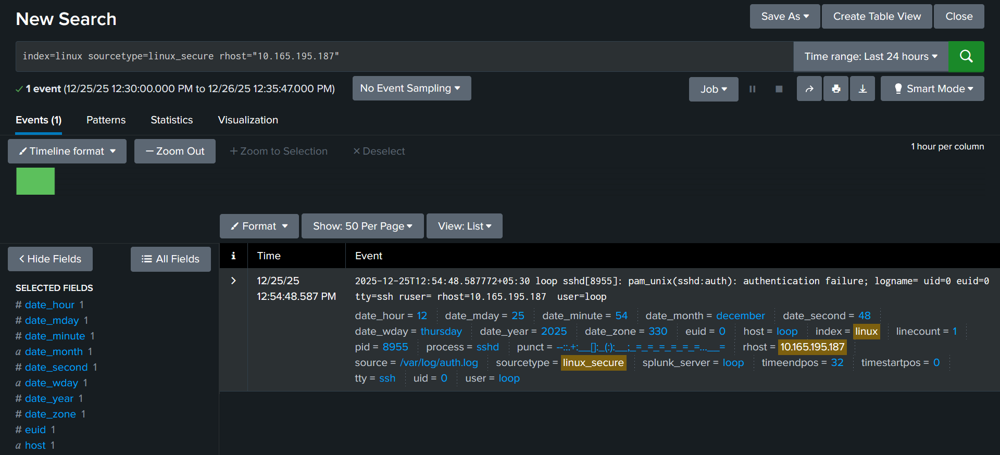 New Search
Save As
Create Table View
Close
index=linux sourcetype=linux_secure rhost="10.165.195.187"
Time range: Last 24 hours
1 event (12/25/25 12:30:00.000 PM to 12/26/25 12:35:47.000 PM)
No Event Sampling
Job
Smart Mode
Events (1)
Patterns
Statistics
Visualization
Timeline format
Zoom Out
Zoom to Selection
Deselect
1 hour per column
Format
Show: 50 Per Page
View: List
Hide Fields
All Fields
i
Time
Event
SELECTED FIELDS
# date_hour 1
# date_mday 1
# date_minute 1
a date_month 1
# date_second 1
a date_wday 1
# date_year 1
# date_zone 1
# euid 1
a host 1
12/25/25
12:54:48.587 PM
2025-12-25T12:54:48.587772+05:30 loop sshd[8955]: pam_unix(sshd:auth): authentication failure; logname= uid=0 euid=0
tty=ssh ruser= rhost=10.165.195.187  user=loop
date_hour = 12 date_mday = 25 date_minute = 54 date_month = december date_second = 48
date_wday = thursday date_year = 2025 date_zone = 330 euid = 0 host = loop index = linux linecount = 1
pid = 8955 process = sshd punct = --::.+:__[]:_(:):__;_=_=_=_=_=_=...__= rhost = 10.165.195.187
source = /var/log/auth.log sourcetype = linux_secure splunk_server = loop timeendpos = 32 timestartpos = 0
tty = ssh uid = 0 user = loop